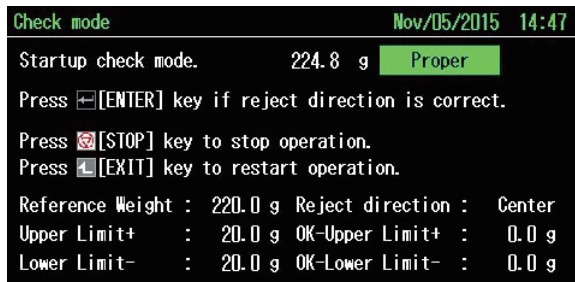 Check mode Nov/05/2015 14:47
Startup check mode. 224.8 g Proper
Press [ENTER] key if reject direction is correct.
Press [STOP] key to stop operation.
Press [EXIT] key to restart operation.
Reference Weight : 220.0 g Reject direction : Center
Upper Limit+ : 20.0 g OK-Upper Limit+ : 0.0 g
Lower Limit- : 20.0 g OK-Lower Limit- : 0.0 g